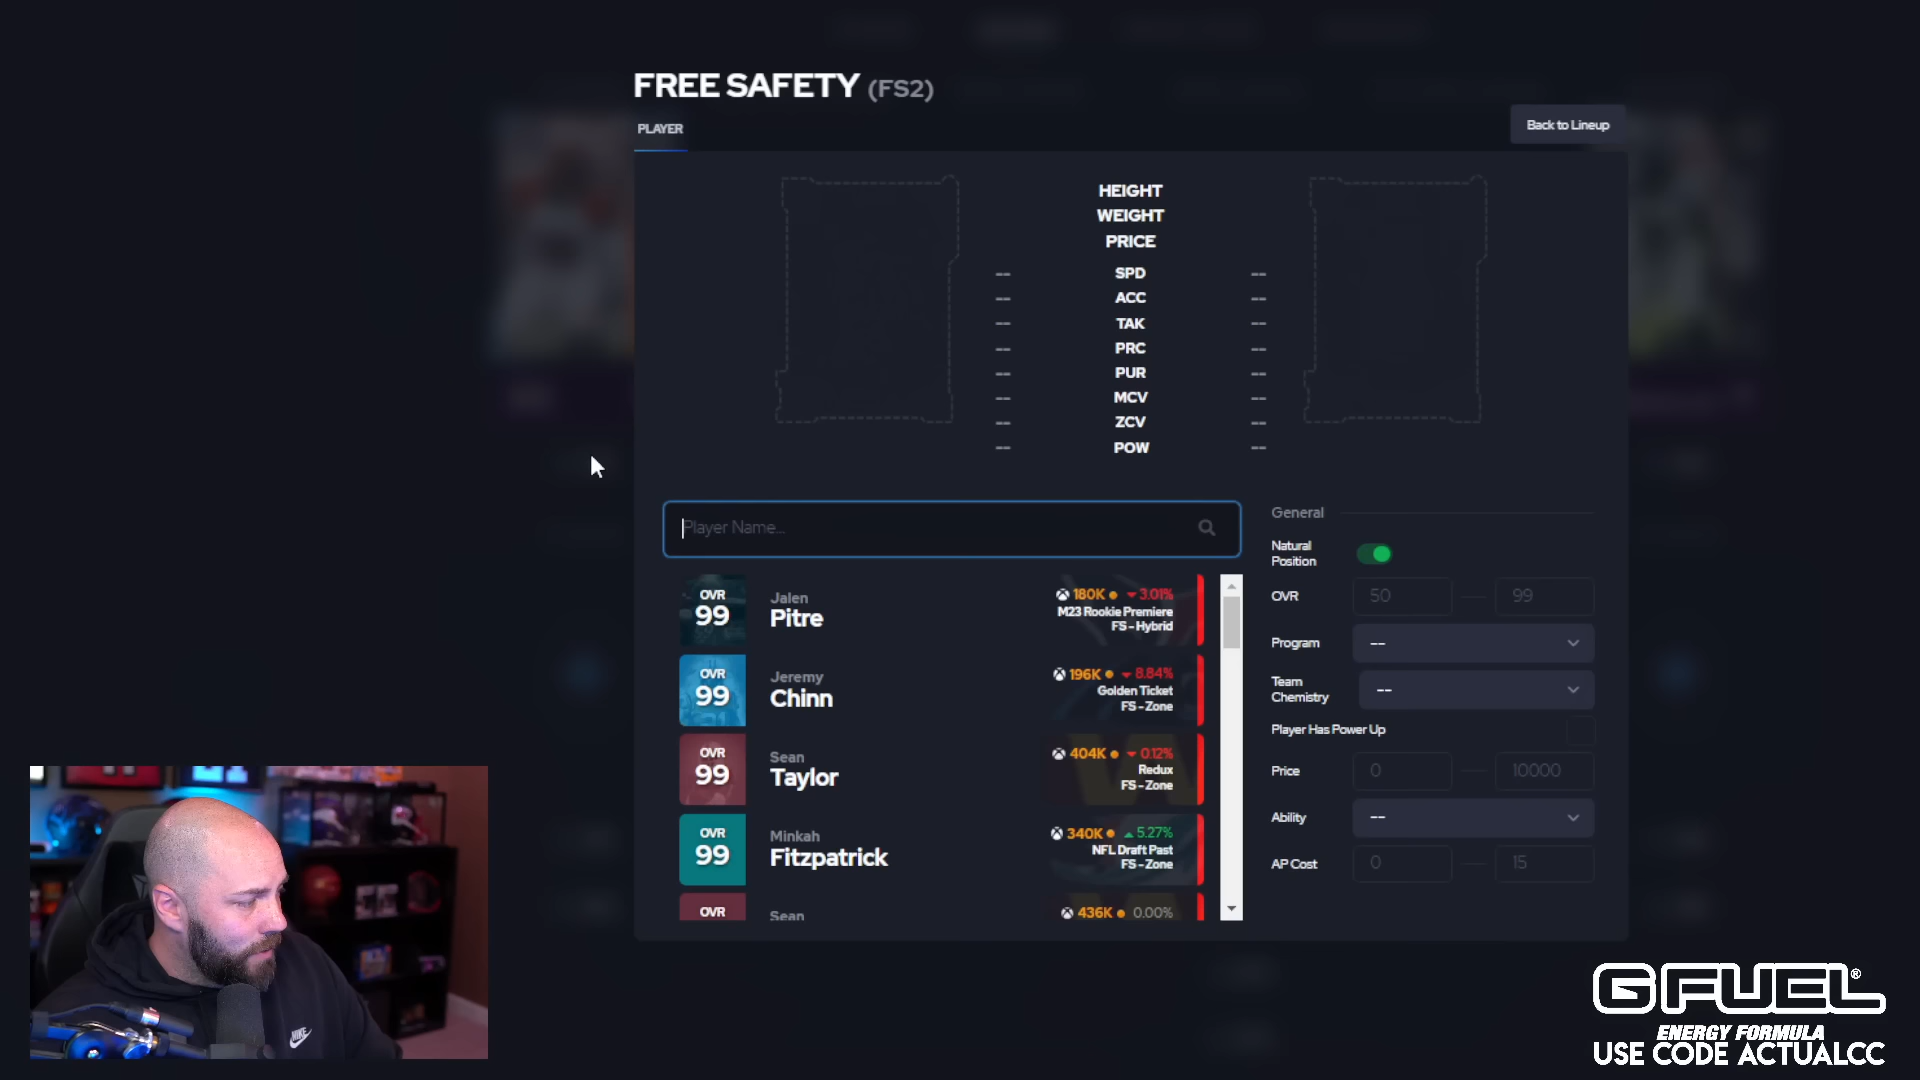 FREE SAFETY (FS2)
PLAYER
Back to Lineup
HEIGHT
WEIGHT
PRICE
-- SPD --
-- ACC --
-- TAK --
-- PRC --
-- PUR --
-- MCV --
-- ZCV --
-- POW --
Player Name...
OVR
99
Jalen
Pitre
180K 3.01%
M23 Rookie Premiere
FS - Hybrid
OVR
99
Jeremy
Chinn
196K 8.84%
Golden Ticket
FS - Zone
OVR
99
Sean
Taylor
404K 0.12%
Redux
FS - Zone
OVR
99
Minkah
Fitzpatrick
340K 5.27%
NFL Draft Past
FS - Zone
OVR
Sean
436K 0.00%
General
Natural
Position
OVR 50 — 99
Program --
Team
Chemistry --
Player Has Power Up
Price 0 — 10000
Ability --
AP Cost 0 — 15
GFUEL®
ENERGY FORMULA
USE CODE ACTUALCC